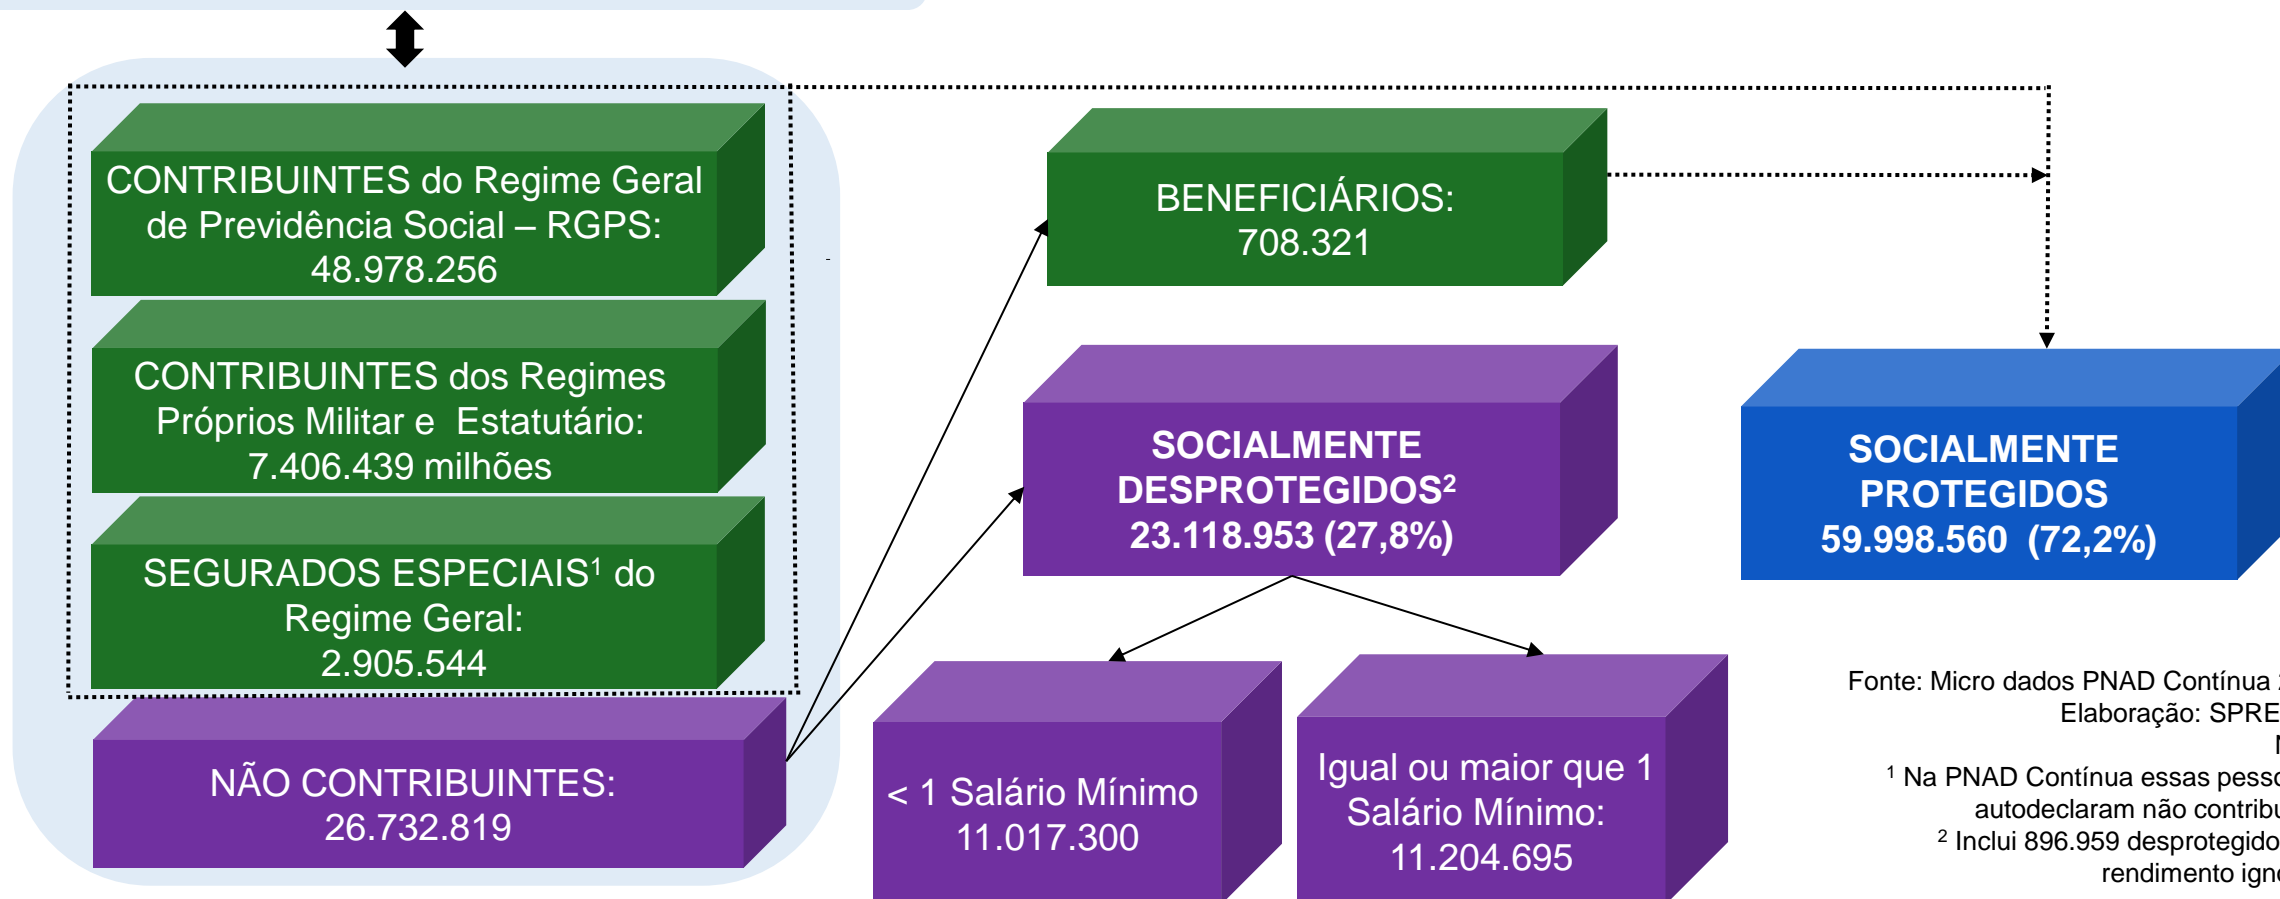 CONTRIBUINTES do Regime Geral
de Previdência Social – RGPS:
48.978.256
CONTRIBUINTES dos Regimes
Próprios Militar e Estatutário:
7.406.439 milhões
SEGURADOS ESPECIAIS¹ do
Regime Geral:
2.905.544
NÃO CONTRIBUINTES:
26.732.819
BENEFICIÁRIOS:
708.321
SOCIALMENTE
DESPROTEGIDOS²
23.118.953 (27,8%)
< 1 Salário Mínimo
11.017.300
Igual ou maior que 1
Salário Mínimo:
11.204.695
SOCIALMENTE
PROTEGIDOS
59.998.560 (72,2%)
Fonte: Micro dados PNAD Contínua
Elaboração: SPRE
¹ Na PNAD Contínua essas pesso
autodeclaram não contribu
² Inclui 896.959 desprotegido
rendimento igno